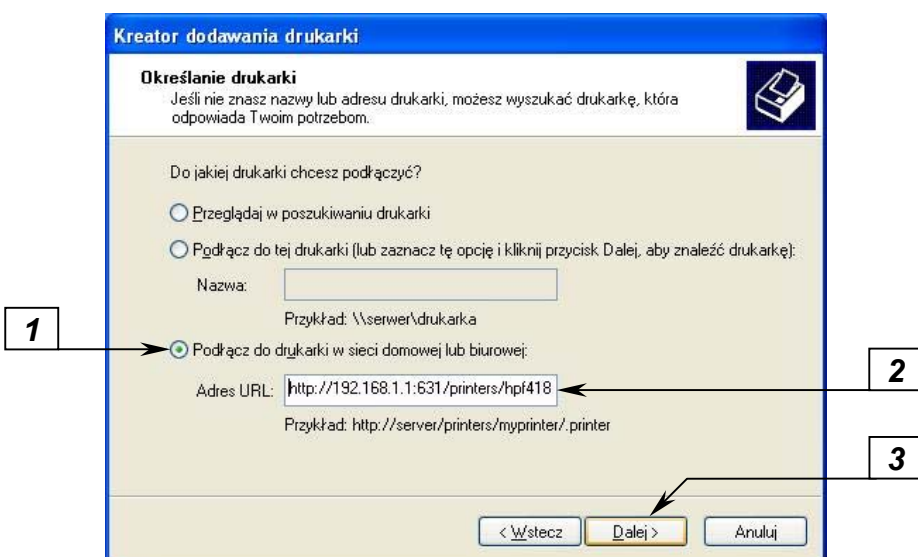 Kreator dodawania drukarki
Określanie drukarki
Jeśli nie znasz nazwy lub adresu drukarki, możesz wyszukać drukarkę, która
odpowiada Twoim potrzebom.
Do jakiej drukarki chcesz podłączyć?
Przeglądaj w poszukiwaniu drukarki
Podłącz do tej drukarki (lub zaznacz tę opcję i kliknij przycisk Dalej, aby znaleźć drukarkę):
Nazwa:
Przykład: \\serwer\drukarka
1
Podłącz do drukarki w sieci domowej lub biurowej:
2
Adres URL: http://192.168.1.1:631/printers/hpf418
Przykład: http://server/printers/myprinter/.printer
3
< Wstecz Dalej > Anuluj